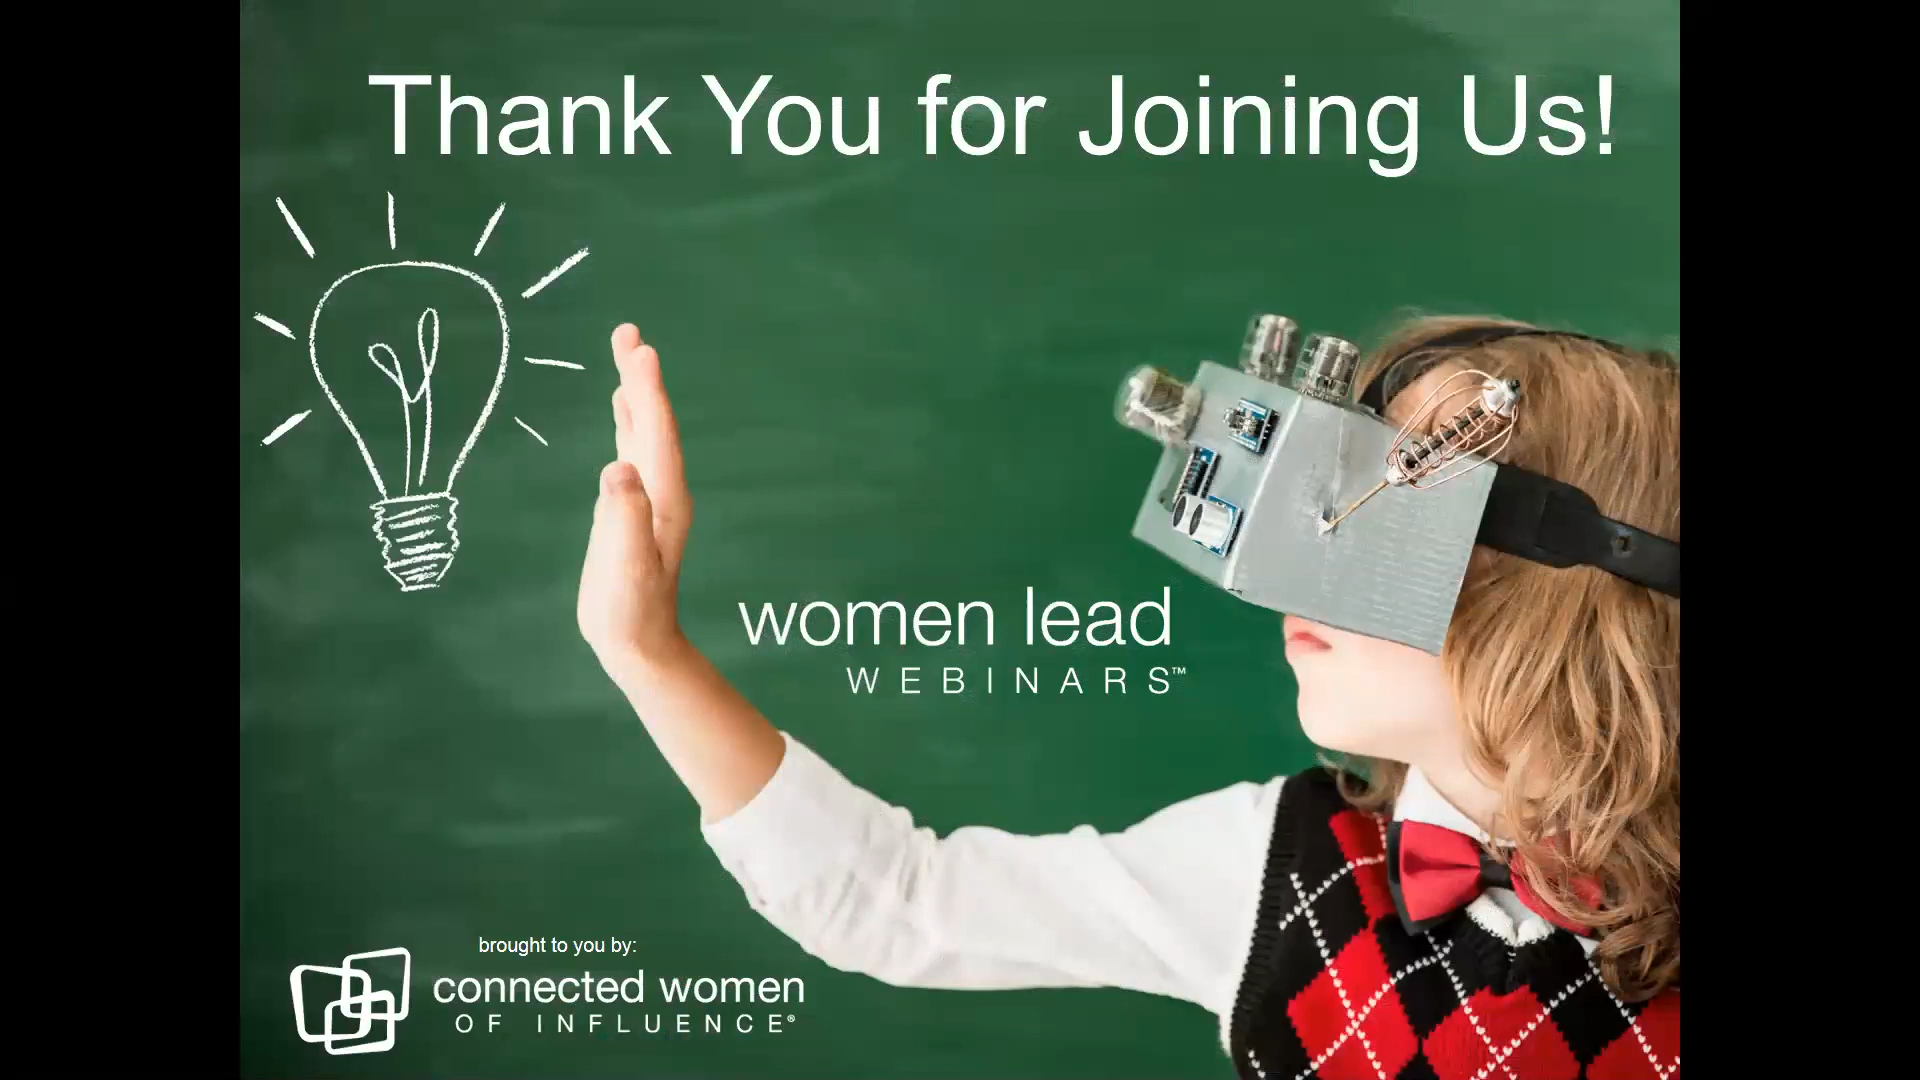 Thank You for Joining Us!
women lead
WEBINARS™
brought to you by:
connected women
OF INFLUENCE®